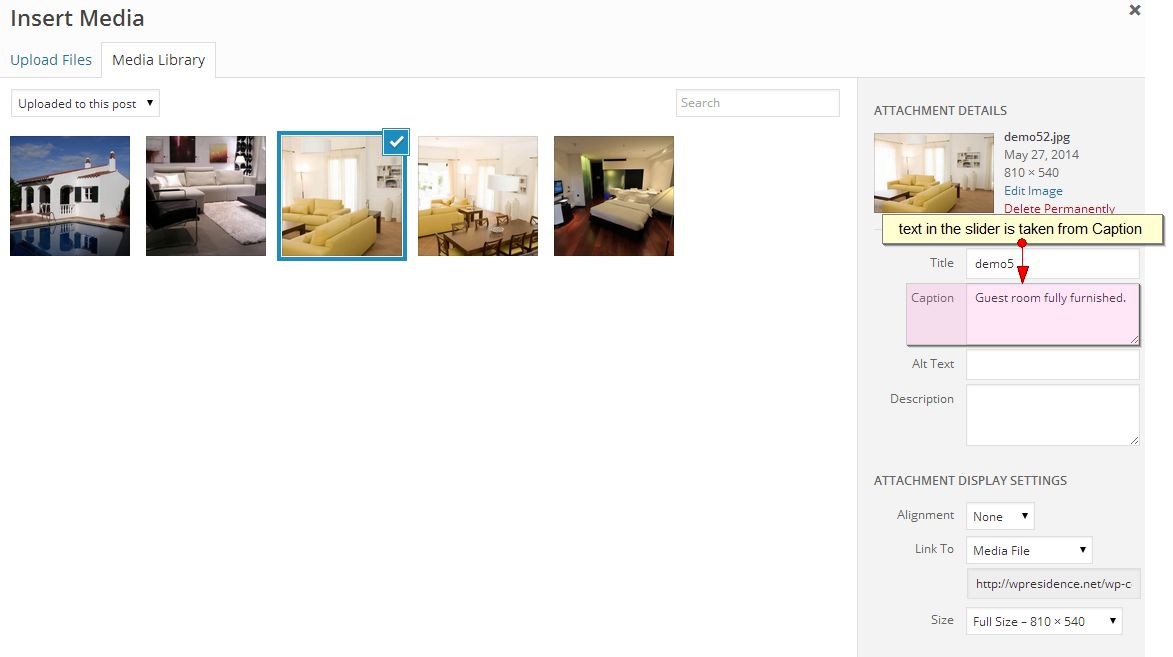 Insert Media
Upload Files
Media Library
Uploaded to this post
Search
ATTACHMENT DETAILS
demo52.jpg
May 27, 2014
810 × 540
Edit Image
Delete Permanently
text in the slider is taken from Caption
Title demo5
Caption Guest room fully furnished.
Alt Text
Description
ATTACHMENT DISPLAY SETTINGS
Alignment None
Link To Media File
http://wpresidence.net/wp-c
Size Full Size – 810 × 540